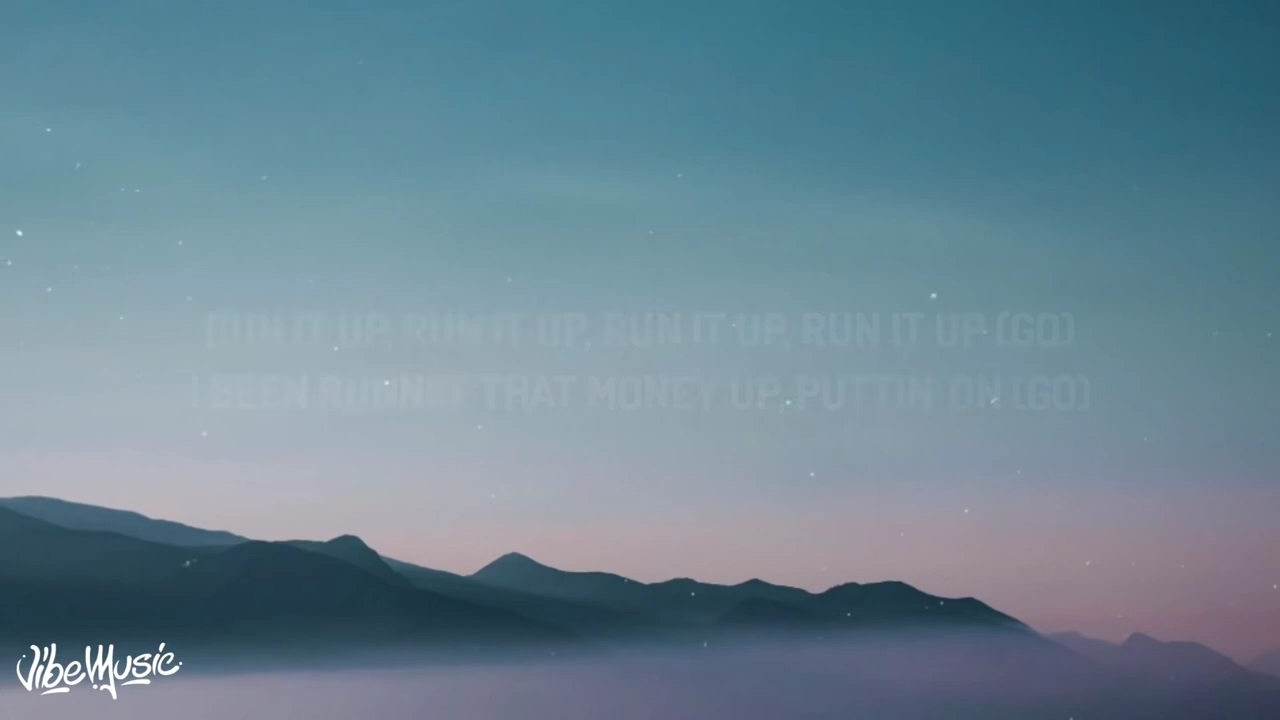 (RUN IT UP, RUN IT UP, RUN IT UP, RUN IT UP (GO)
I BEEN RUNNIN' THAT MONEY UP, PUTTIN' ON (GO)
VibeMusic